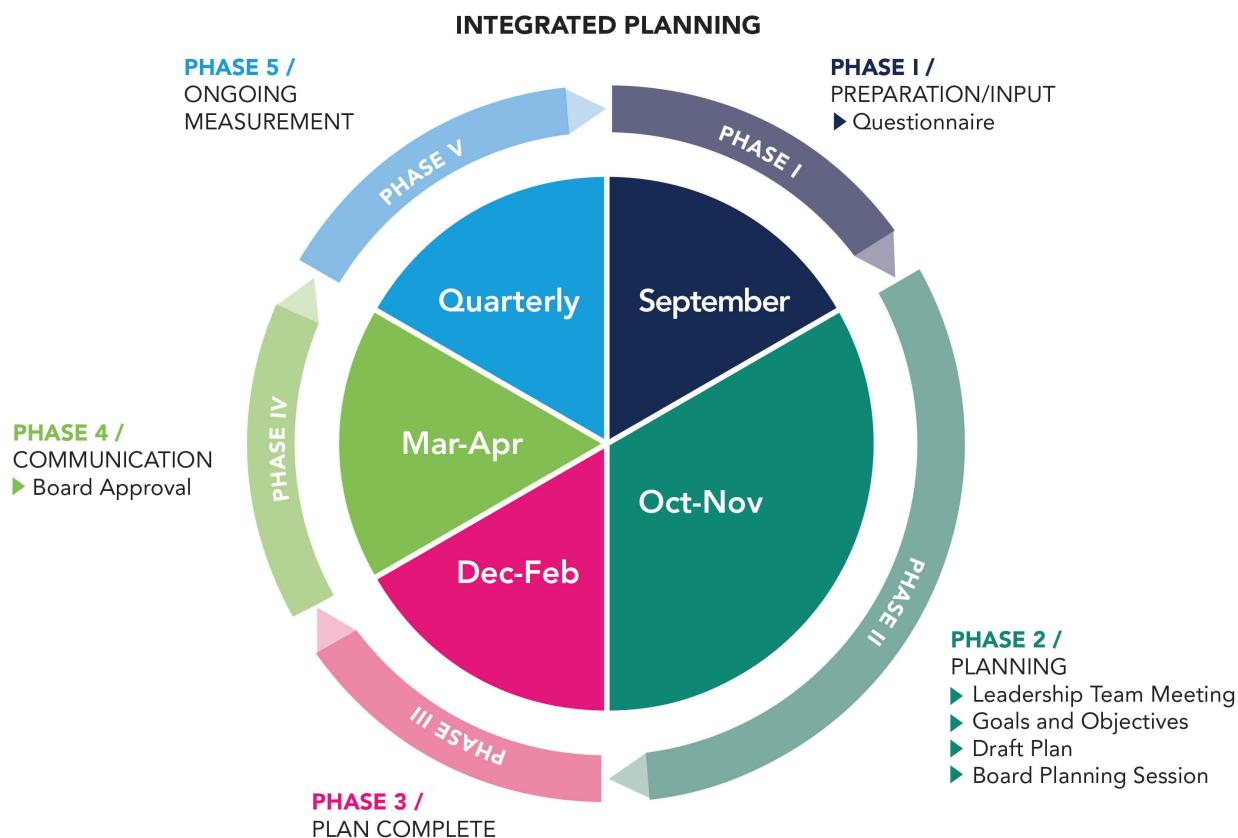 INTEGRATED PLANNING
PHASE 5 /
ONGOING
MEASUREMENT
PHASE I /
PREPARATION/INPUT
Questionnaire
PHASE V
PHASE I
Quarterly
September
PHASE 4 /
COMMUNICATION
Board Approval
PHASE IV
Mar-Apr
Oct-Nov
Dec-Feb
PHASE II
PHASE 2 /
PLANNING
Leadership Team Meeting
Goals and Objectives
Draft Plan
Board Planning Session
PHASE III
PHASE 3 /
PLAN COMPLETE